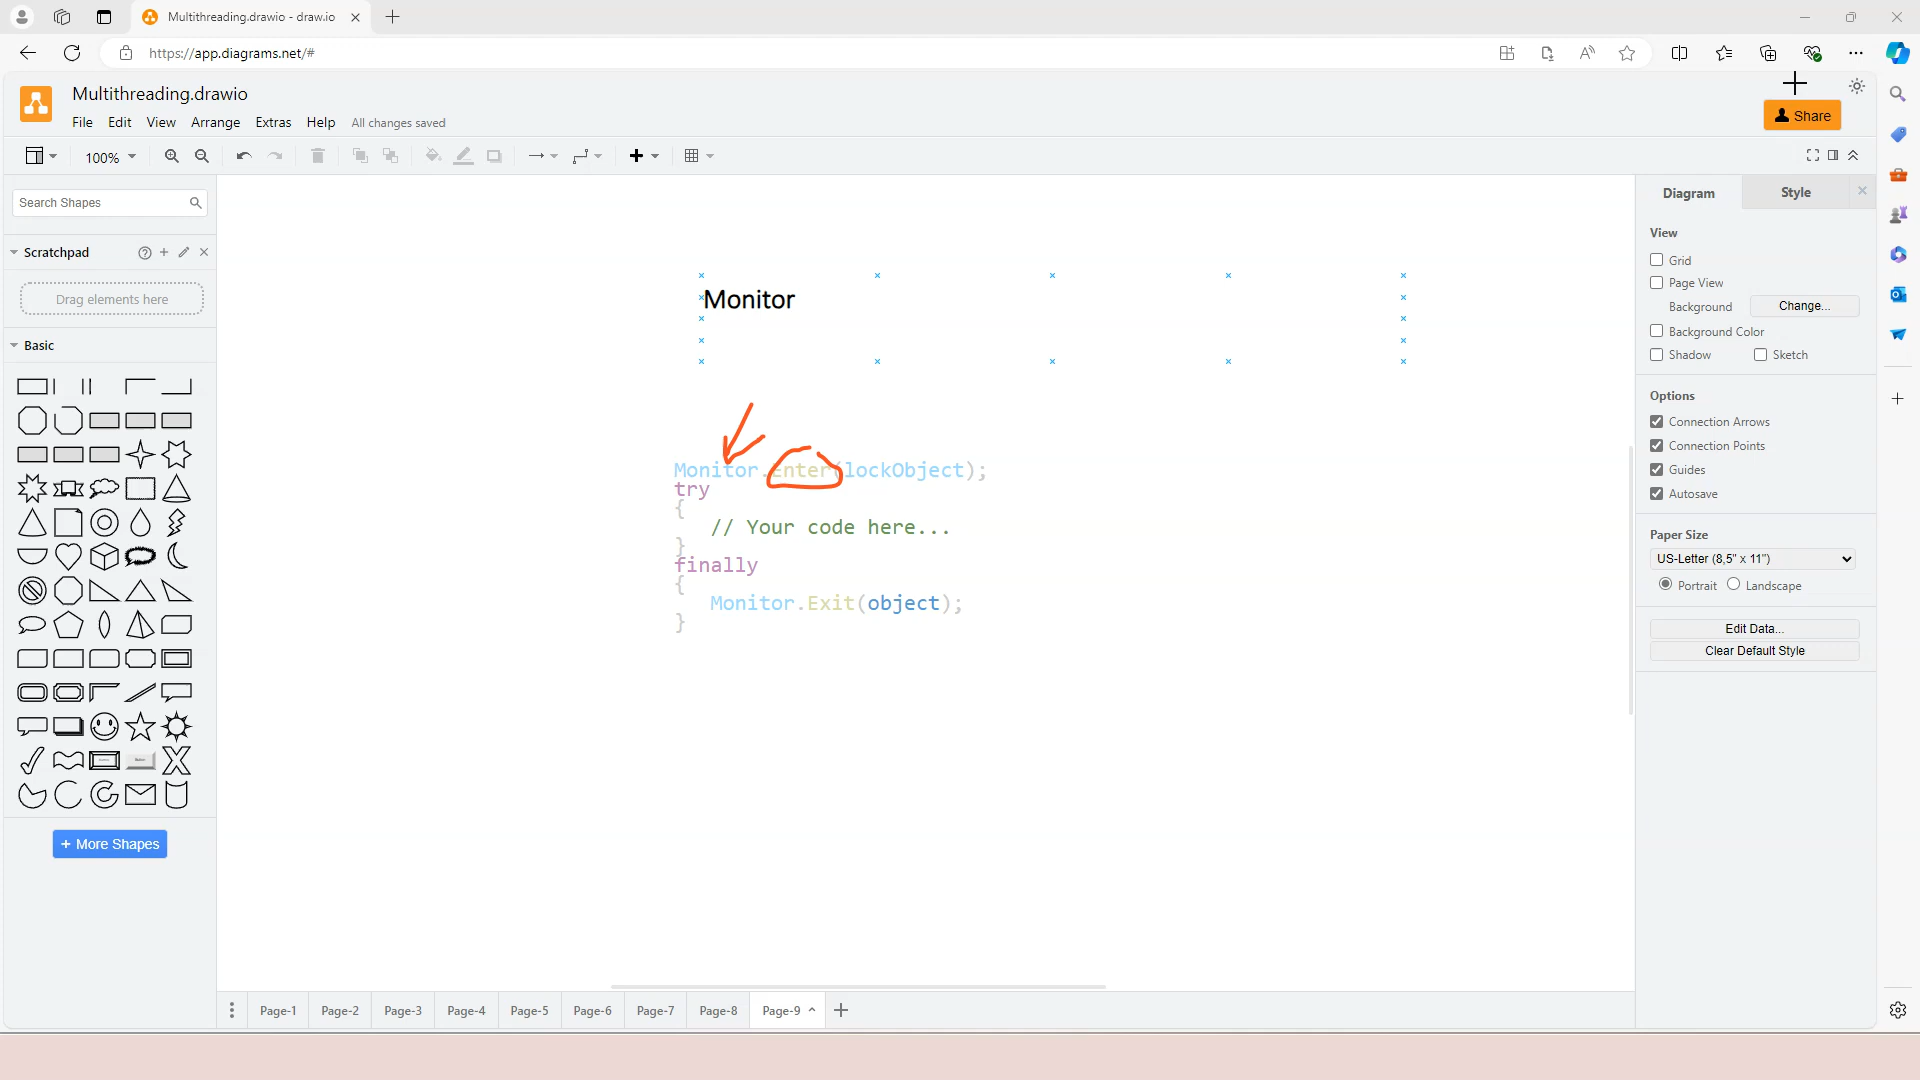 Multithreading.drawio - draw.io
https://app.diagrams.net/#
Multithreading.drawio
File Edit View Arrange Extras Help All changes saved
Share
100%
Search Shapes
Scratchpad
Drag elements here
Basic
Button
+ More Shapes
Monitor
Monitor.Enter(lockObject);
try
{
// Your code here...
}
finally
{
Monitor.Exit(object);
}
Diagram Style
View
Grid
Page View
Background Change...
Background Color
Shadow Sketch
Options
Connection Arrows
Connection Points
Guides
Autosave
Paper Size
US-Letter (8,5" x 11")
Portrait Landscape
Edit Data...
Clear Default Style
Page-1 Page-2 Page-3 Page-4 Page-5 Page-6 Page-7 Page-8 Page-9